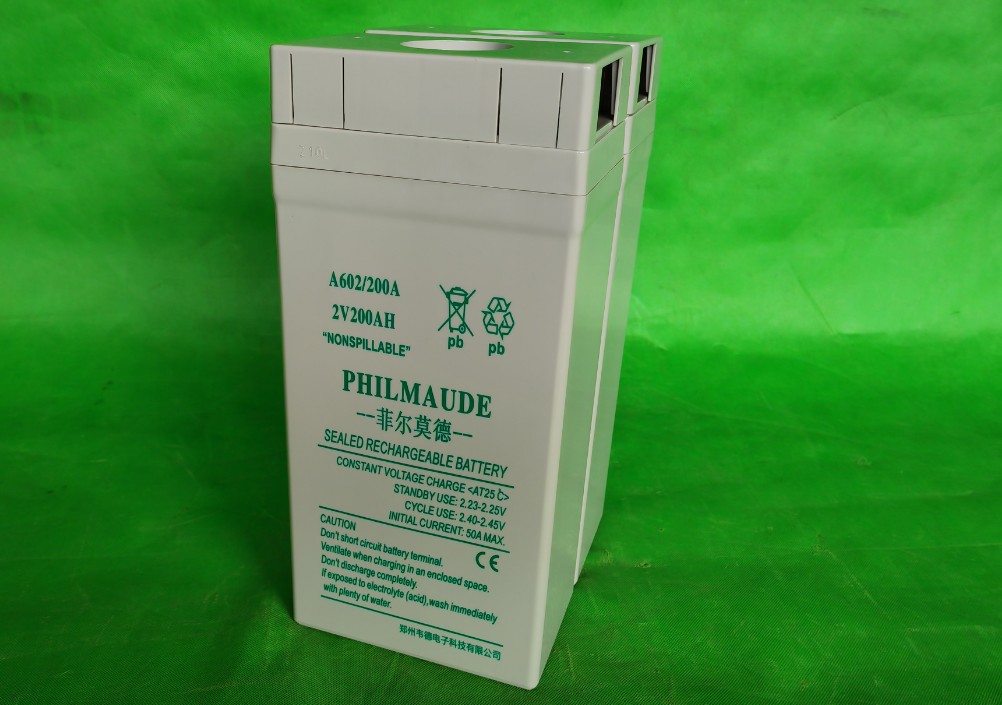 A602/200A
2V200AH
"NONSPILLABLE"
pb pb
PHILMAUDE
--菲尔莫德--
SEALED RECHARGEABLE BATTERY
CONSTANT VOLTAGE CHARGE <AT25℃>
STANDBY USE: 2.23-2.25V
CYCLE USE: 2.40-2.45V
INITIAL CURRENT: 50A MAX.
CAUTION
Don't short circuit battery terminal.
Ventilate when charging in an enclosed space.
Don't discharge completely.
If exposed to electrolyte (acid),wash immediately
with plenty of water.
CE
郑州韦德电子科技有限公司